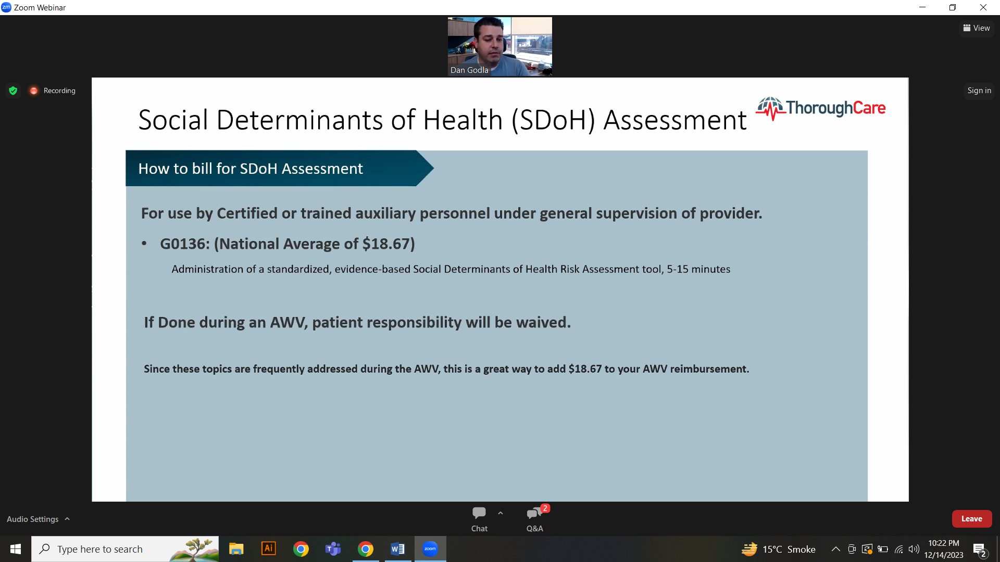 zm Zoom Webinar
View
Dan Godla
Recording
Sign in
ThoroughCare
Social Determinants of Health (SDoH) Assessment
How to bill for SDoH Assessment
For use by Certified or trained auxiliary personnel under general supervision of provider.
• G0136: (National Average of $18.67)
Administration of a standardized, evidence-based Social Determinants of Health Risk Assessment tool, 5-15 minutes
If Done during an AWV, patient responsibility will be waived.
Since these topics are frequently addressed during the AWV, this is a great way to add $18.67 to your AWV reimbursement.
Audio Settings
Chat
2
Q&A
Leave
Type here to search
Ai
T
W
zoom
15°C Smoke
10:22 PM
12/14/2023
2